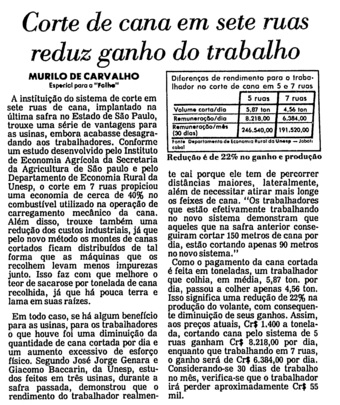 Corte de cana em sete ruas
reduz ganho do trabalho
MURILO DE CARVALHO
Especial para a "Folha"
A instituição do sistema de corte em
sete ruas de cana, implantado na
última safra no Estado de São Paulo,
trouxe uma série de vantagens para
as usinas, embora acabasse desagra-
dando aos trabalhadores. Conforme
um estudo desenvolvido pelo Instituto
de Economia Agrícola da Secretaria
da Agricultura de São Paulo e pelo
Departamento de Economia Rural da
Unesp, o corte em 7 ruas propiciou
uma economia de cerca de 40% no
combustível utilizado na operação de
carregamento mecânico da cana.
Além disso, trouxe também uma
redução dos custos industriais, já que
pelo novo método os montes de canas
cortados ficam distribuídos de tal
forma que as máquinas que os
recolhem levam menos impurezas
junto. Isso faz com que melhore o
teor de sacarose por tonelada de cana
recolhida, já que há pouca terra e
lama em suas raízes.
Em todo caso, se há algum benefício
para as usinas, para os trabalhadores
o que houve foi uma diminuição da
quantidade de cana cortada por dia e
um aumento excessivo de esforço
físico. Segundo José Jorge Genara e
Giacomo Baccarin, da Unesp, estu-
dos feitos em três usinas, durante a
safra passada, demonstrou que o
rendimento do trabalhador realmen-
Diferenças de rendimento para o traba-
lhador no corte de cana em 5 e 7 ruas
5 ruas 7 ruas
Volume corta/dia 5,87 ton 4,56 ton
Remuneração/dia 8.218,00 6.384,00
Remuneração/mês
(30 dias) 246.540,00 191.520,00
Fonte Departamento de Economia Rural da Unesp — Jaboti-
cabal
Redução é de 22% no ganho e produção
te cai porque ele tem de percorrer
distâncias maiores, lateralmente,
além de necessitar atirar mais longe
os feixes de cana. "Os trabalhadores
que estão efetivamente trabalhando
no novo sistema demonstram que
aqueles que na safra anterior conse-
guiram cortar 150 metros de cana por
dia, estão cortando apenas 90 metros
no novo sistema."
Como o pagamento da cana cortada
é feita em toneladas, um trabalhador
que colhia, em média, 5,87 ton. por
dia, passou a colher apenas 4,56 ton.
Isso significa uma redução de 22% na
produção do volante, com consequen-
te diminuição de seus ganhos. Assim,
aos preços atuais, Cr$ 1.400 a tonela-
da, cortando cana pelo sistema de 5
ruas ganham Cr$ 8.218,00 por dia,
enquanto que trabalhando em 7 ruas,
o ganho será de Cr$ 6.384,00 por dia.
Considerando-se 30 dias de trabalho
no mês, verifica-se que o trabalhador
irá perder aproximadamente Cr$ 55
mil.